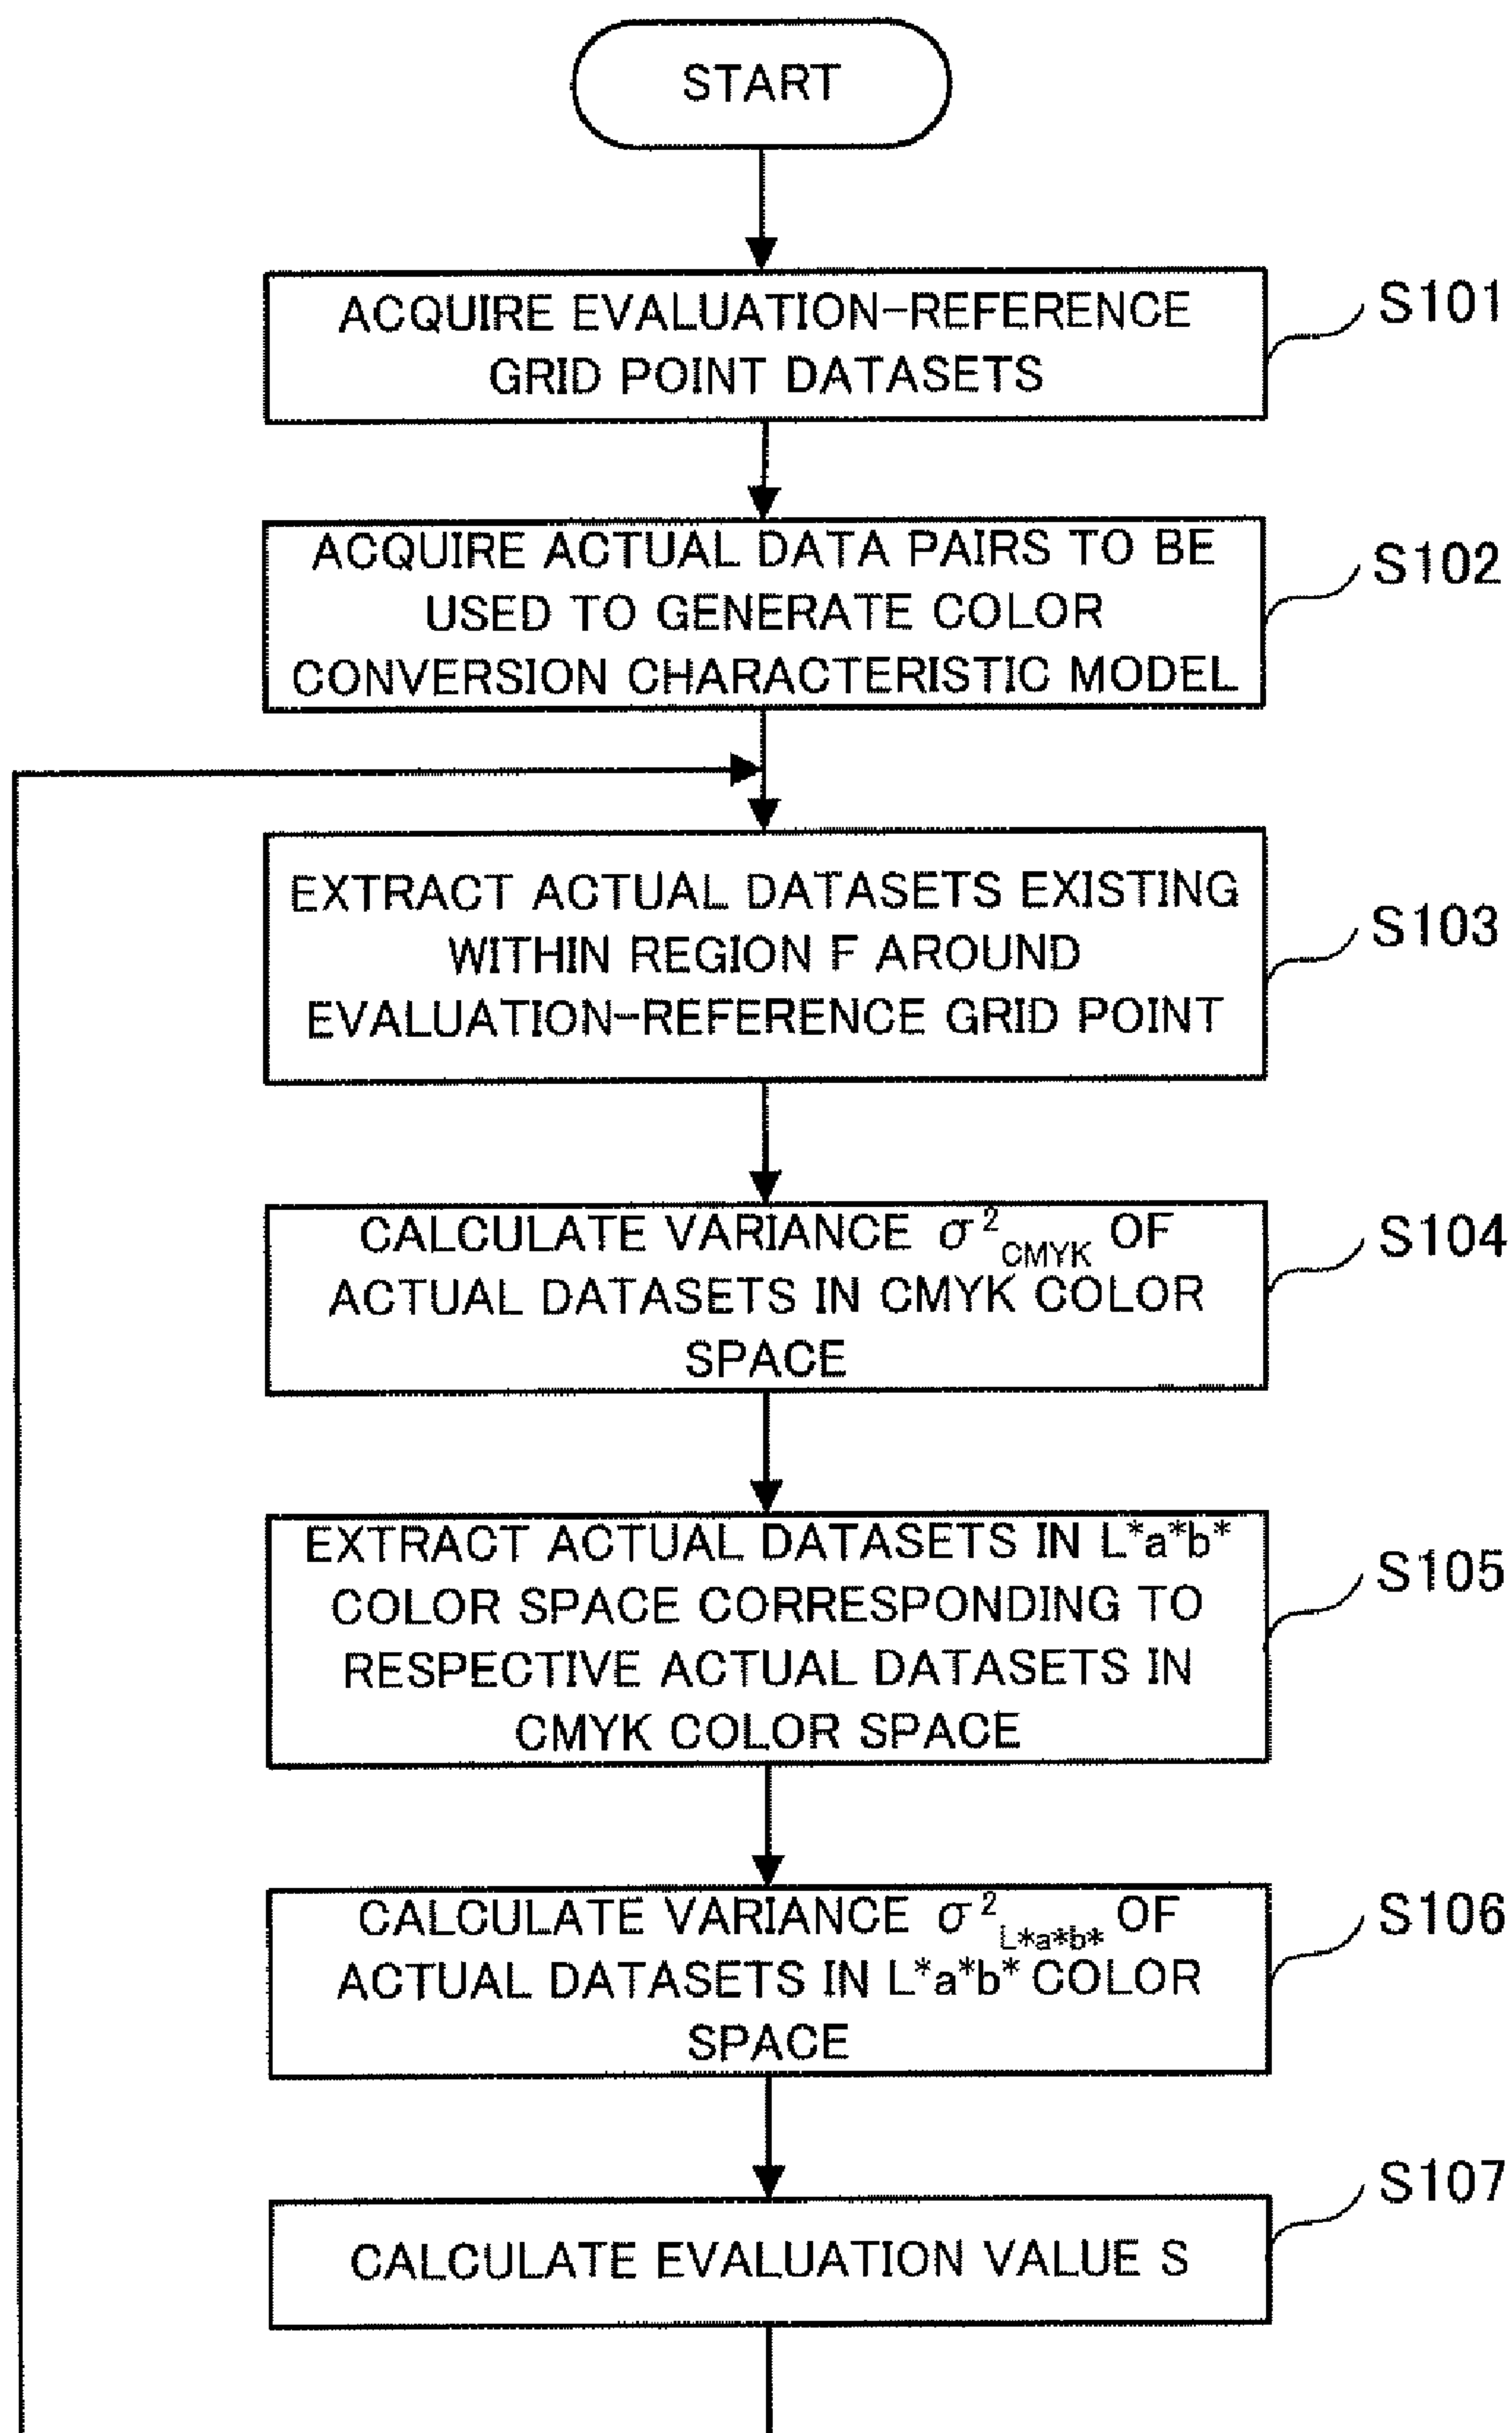 START
ACQUIRE EVALUATION-REFERENCE
GRID POINT DATASETS
S101
ACQUIRE ACTUAL DATA PAIRS TO BE
USED TO GENERATE COLOR
CONVERSION CHARACTERISTIC MODEL
S102
EXTRACT ACTUAL DATASETS EXISTING
WITHIN REGION F AROUND
EVALUATION-REFERENCE GRID POINT
S103
CALCULATE VARIANCE σ²CMYK OF
ACTUAL DATASETS IN CMYK COLOR
SPACE
S104
EXTRACT ACTUAL DATASETS IN L*a*b*
COLOR SPACE CORRESPONDING TO
RESPECTIVE ACTUAL DATASETS IN
CMYK COLOR SPACE
S105
CALCULATE VARIANCE σ²L*a*b* OF
ACTUAL DATASETS IN L*a*b* COLOR
SPACE
S106
CALCULATE EVALUATION VALUE S
S107